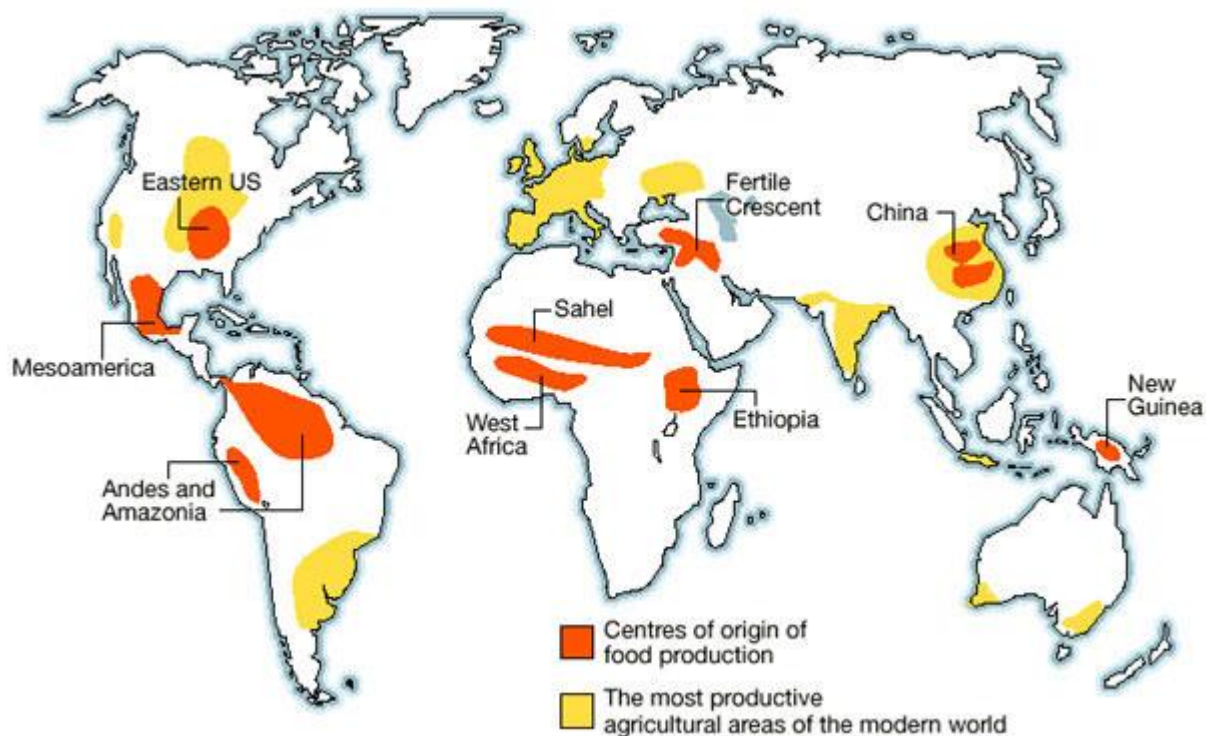 Eastern US
Fertile
Crescent
China
Sahel
Mesoamerica
New
Guinea
West
Africa
Ethiopia
Andes and
Amazonia
Centres of origin of
food production
The most productive
agricultural areas of the modern world